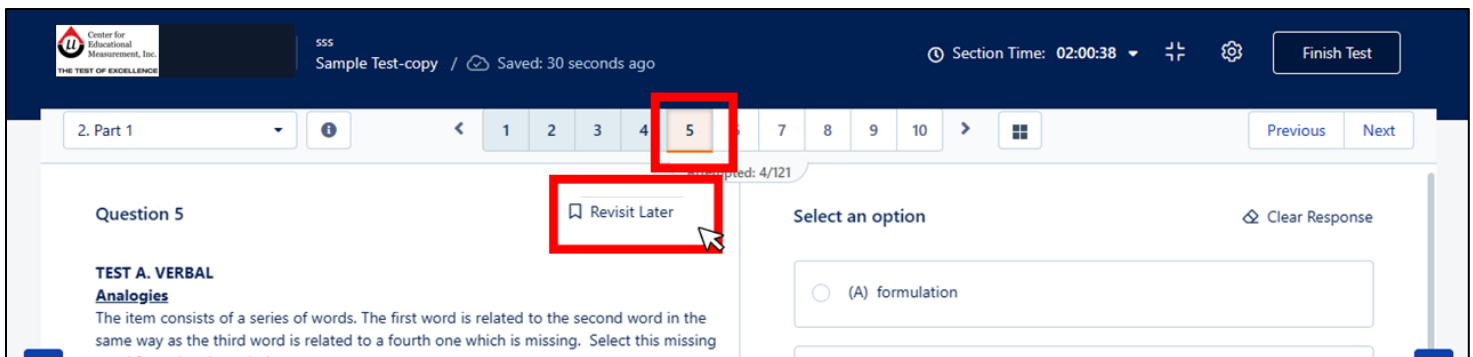 Center for
Educational
Measurement, Inc.
THE TEST OF EXCELLENCE
sss
Sample Test-copy / Saved: 30 seconds ago
Section Time: 02:00:38
Finish Test
2. Part 1
1 2 3 4 5 7 8 9 10
Previous Next
Attempted: 4/121
Question 5
Revisit Later
Select an option
Clear Response
TEST A. VERBAL
Analogies
The item consists of a series of words. The first word is related to the second word in the
same way as the third word is related to a fourth one which is missing. Select this missing
(A) formulation